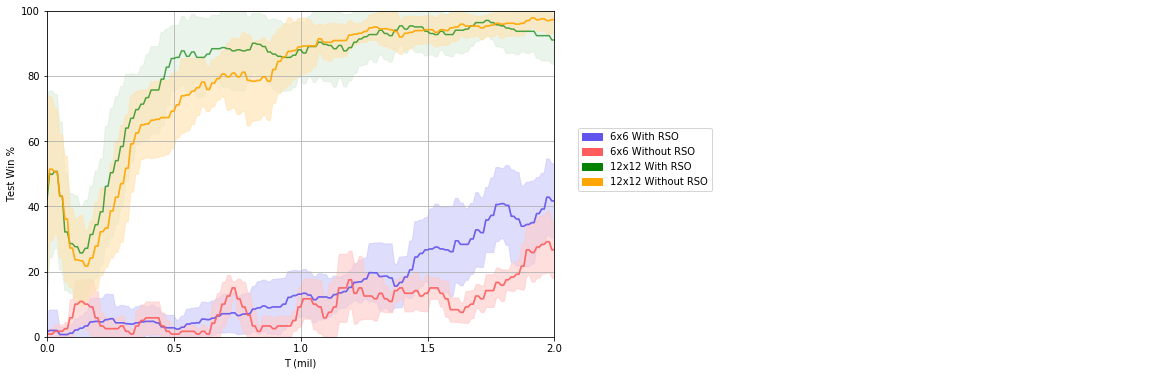 100
80
60
40
20
0
Test Win %
0.0
0.5
1.0
1.5
2.0
T (mil)
6x6 With RSO
6x6 Without RSO
12x12 With RSO
12x12 Without RSO